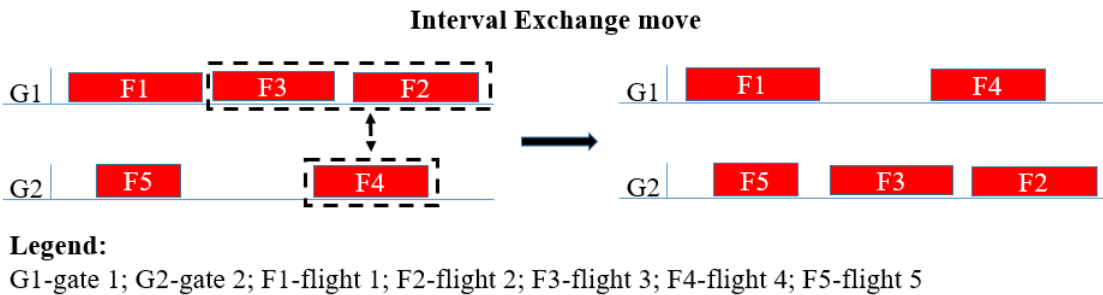 Interval Exchange move
G1 F1 F3 F2
G2 F5 F4
G1 F1 F4
G2 F5 F3 F2
Legend:
G1-gate 1; G2-gate 2; F1-flight 1; F2-flight 2; F3-flight 3; F4-flight 4; F5-flight 5